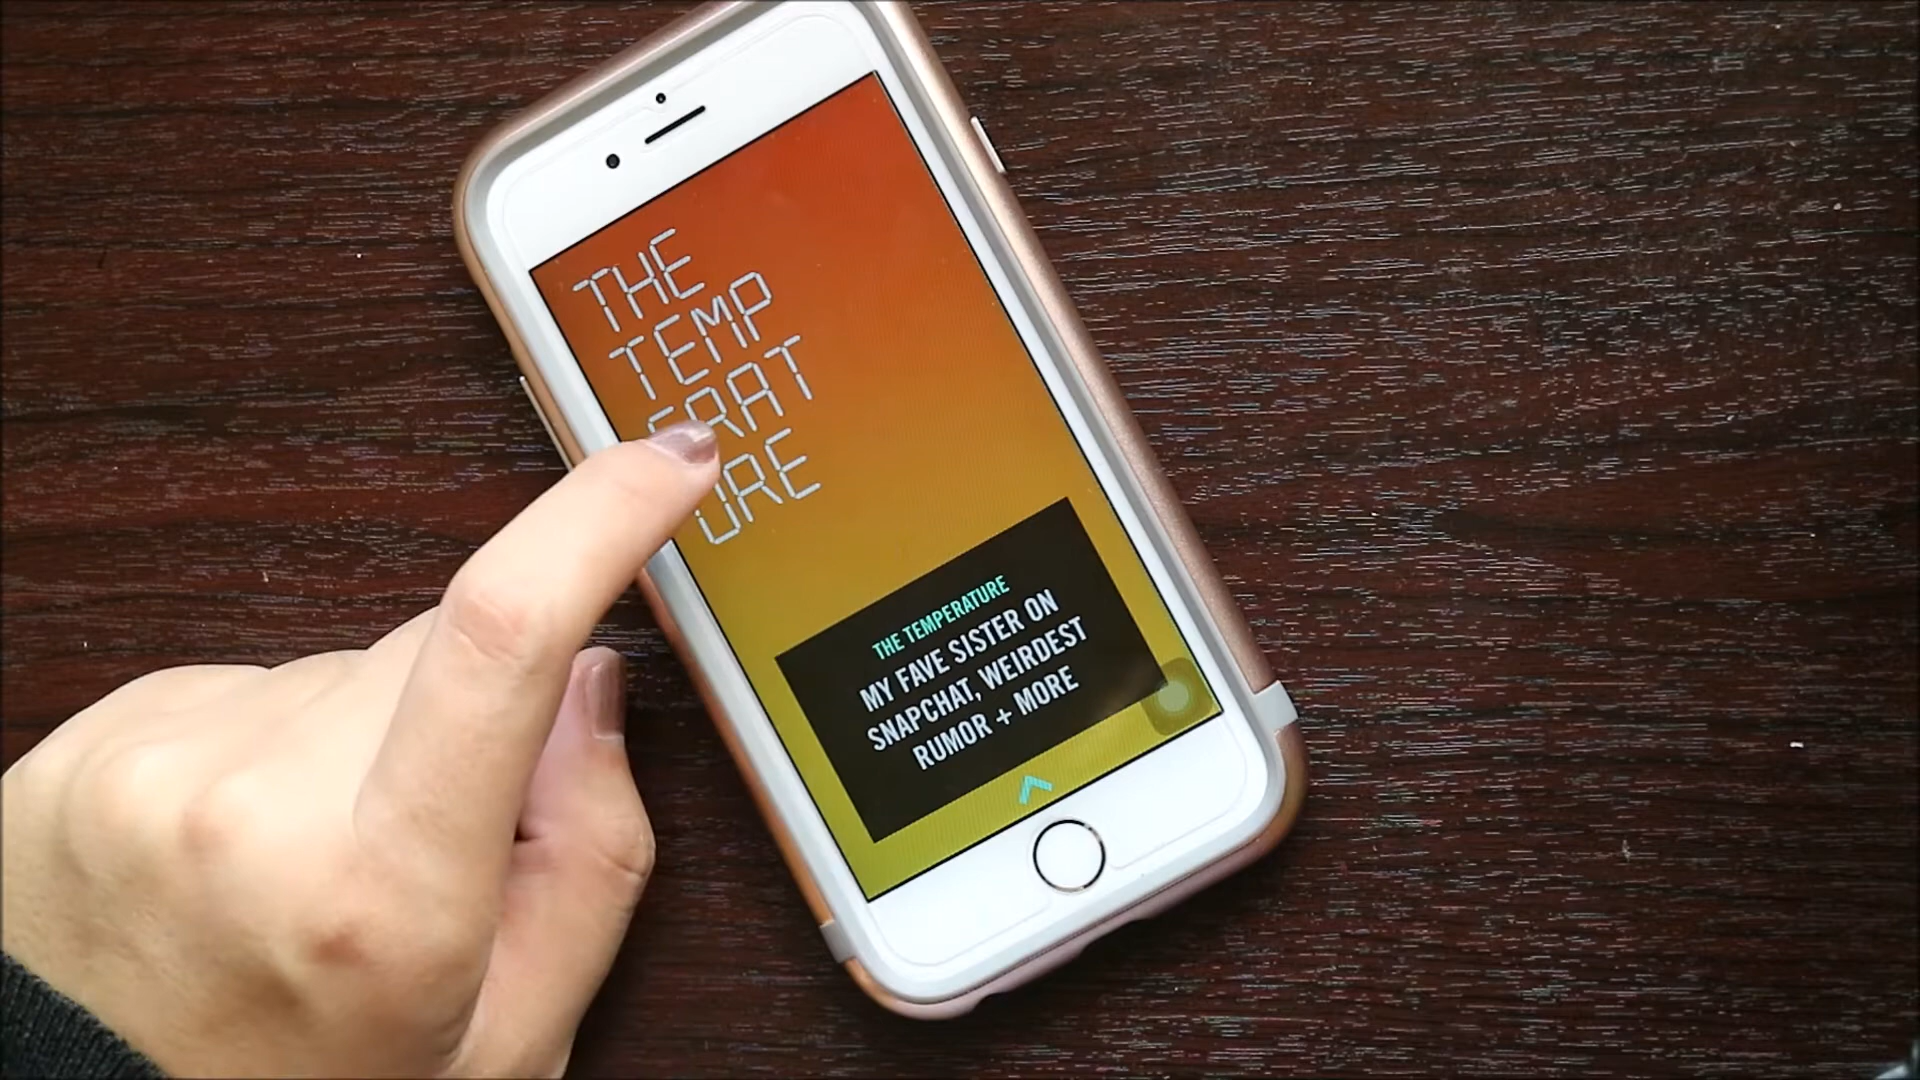 THE
TEMP
ERAT
URE
THE TEMPERATURE
MY FAVE SISTER ON
SNAPCHAT, WEIRDEST
RUMOR + MORE